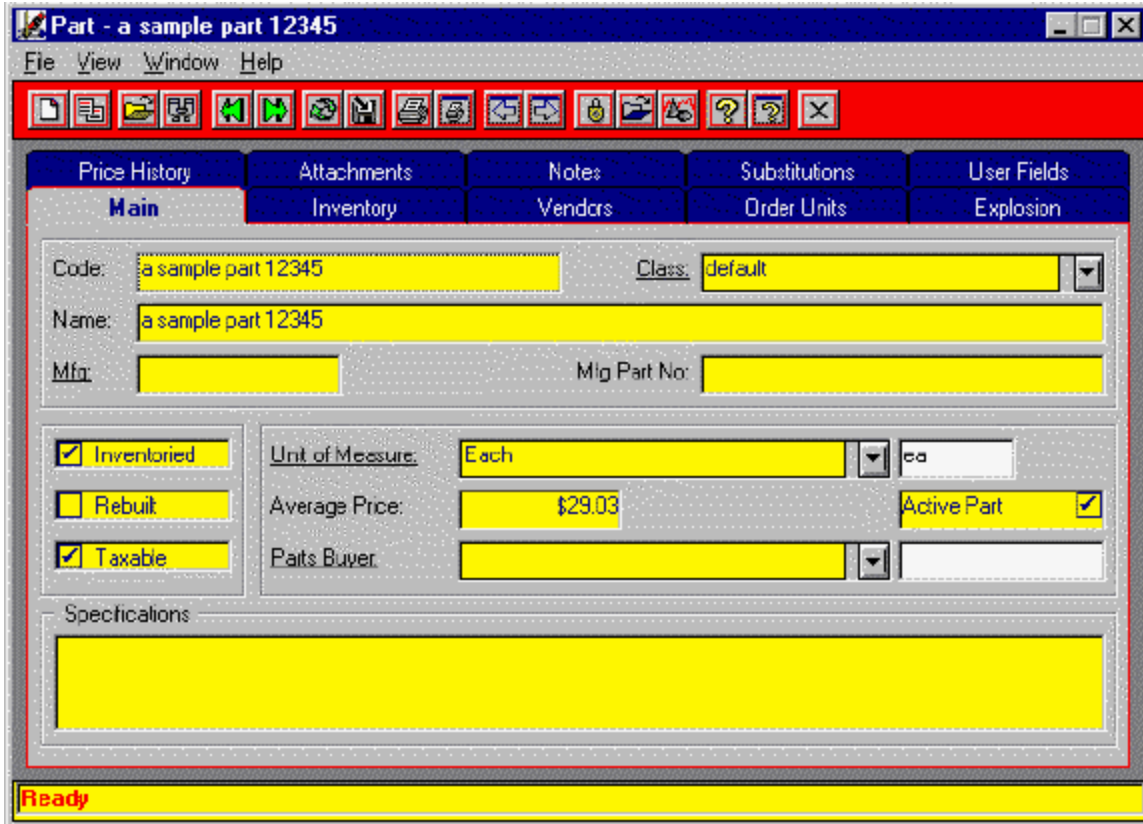 Part - a sample part 12345
File View Window Help
Price History Attachments Notes Substitutions User Fields
Main Inventory Vendors Order Units Explosion
Code: a sample part 12345 Class: default
Name: a sample part 12345
Mfg: Mfg Part No:
Inventoried Unit of Measure: Each ea
Rebuilt Average Price: $29.03 Active Part
Taxable Parts Buyer:
Specifications
Ready